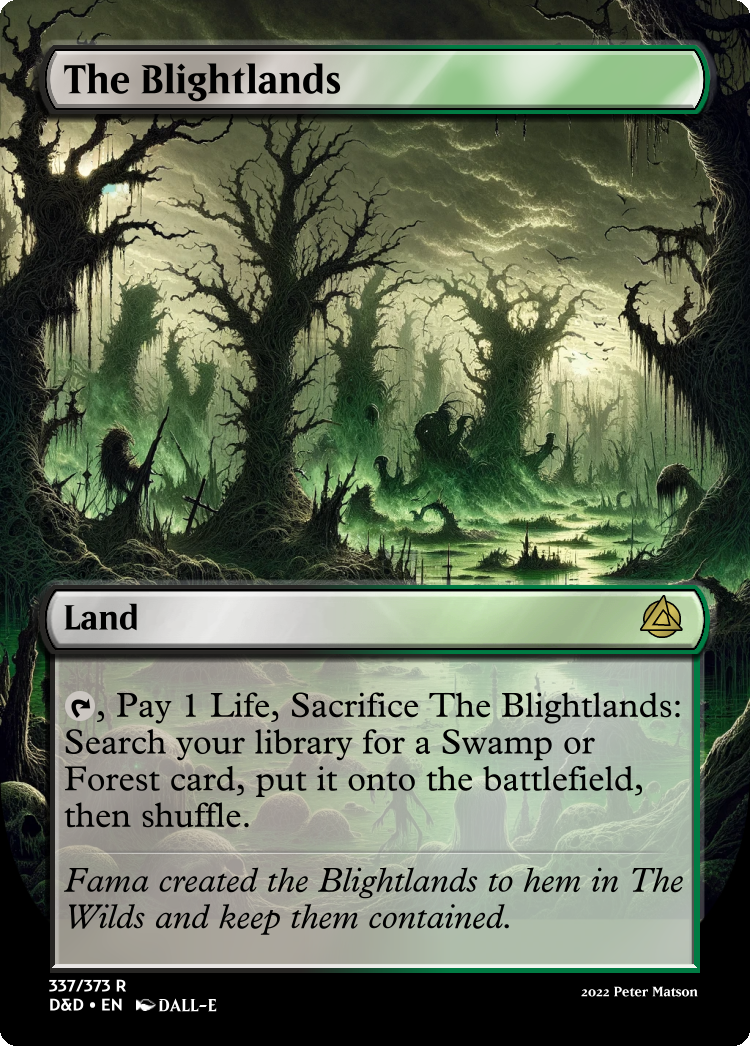 The Blightlands
Land
, Pay 1 Life, Sacrifice The Blightlands:
Search your library for a Swamp or
Forest card, put it onto the battlefield,
then shuffle.
Fama created the Blightlands to hem in The
Wilds and keep them contained.
337/373 R
D&D • EN DALL-E
2022 Peter Matson